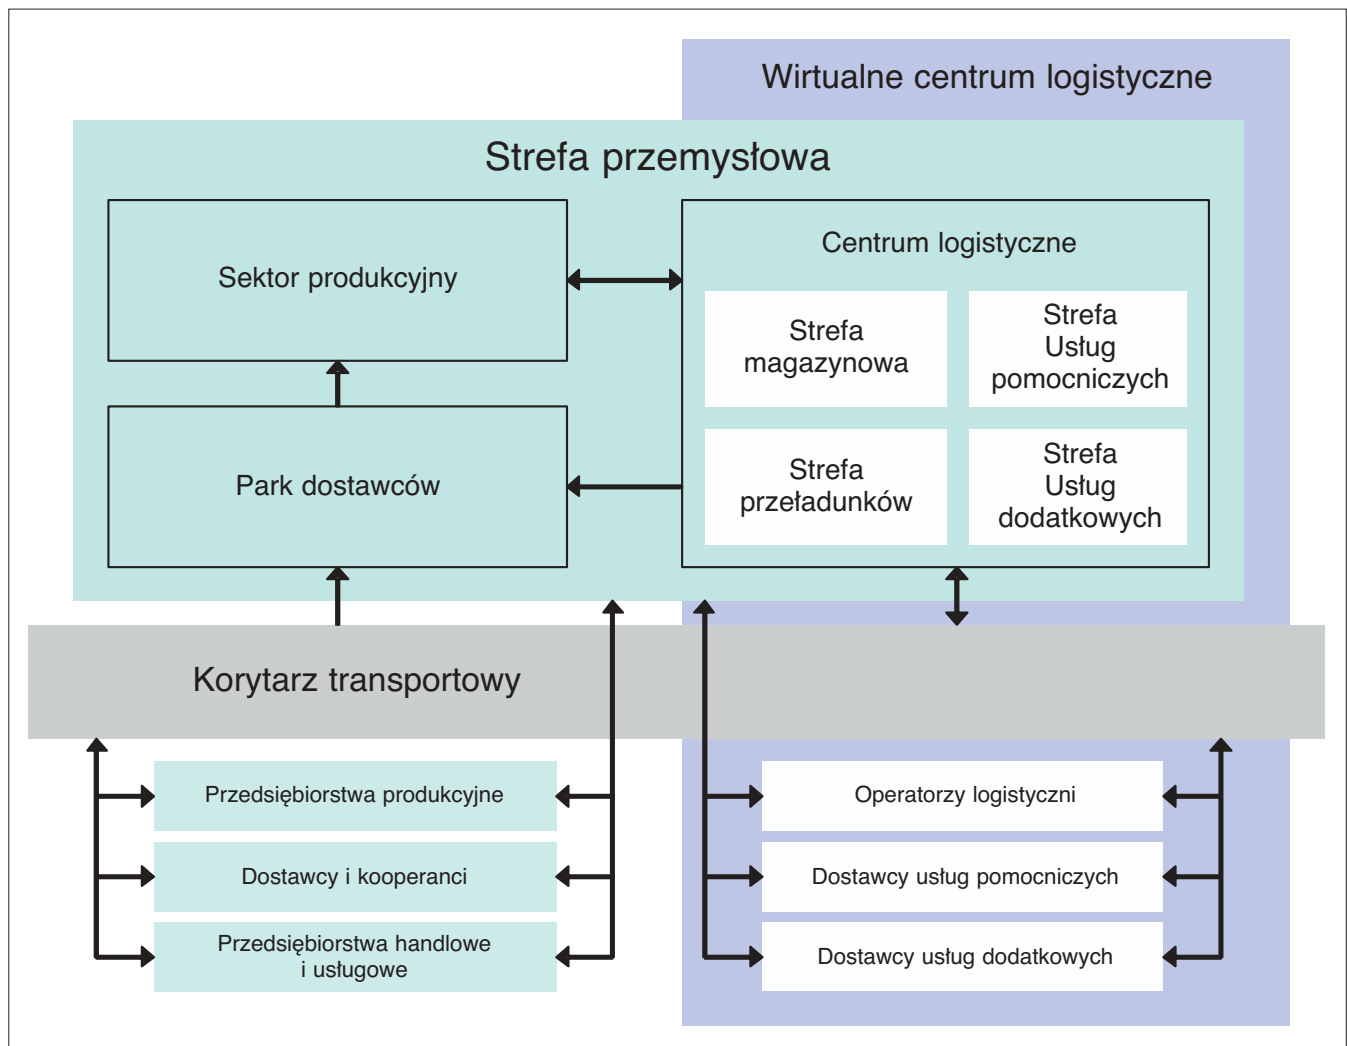 Wirtualne centrum logistyczne
Strefa przemysłowa
Sektor produkcyjny
Centrum logistyczne
Strefa
magazynowa
Strefa
Usług
pomocniczych
Park dostawców
Strefa
przeładunków
Strefa
Usług
dodatkowych
Korytarz transportowy
Przedsiębiorstwa produkcyjne
Dostawcy i kooperanci
Przedsiębiorstwa handlowe
i usługowe
Operatorzy logistyczni
Dostawcy usług pomocniczych
Dostawcy usług dodatkowych